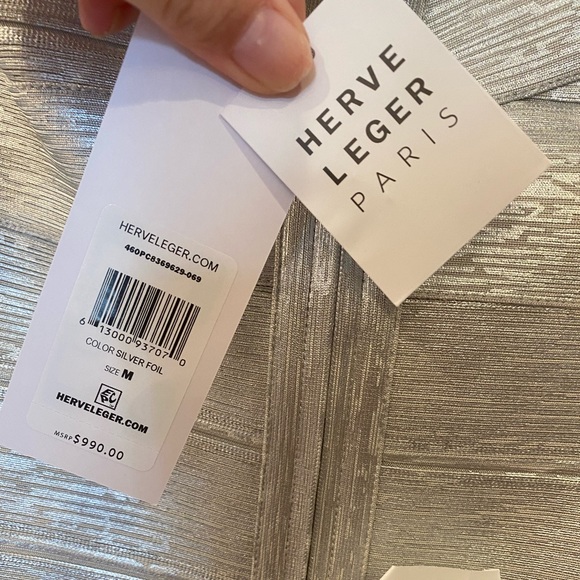 HERVE
LEGER
PARIS
HERVELEGER.COM
460PC8369629-069
6 13000 93707 0
COLOR SILVER FOIL
SIZE M
HERVELEGER.COM
MSRP $990.00